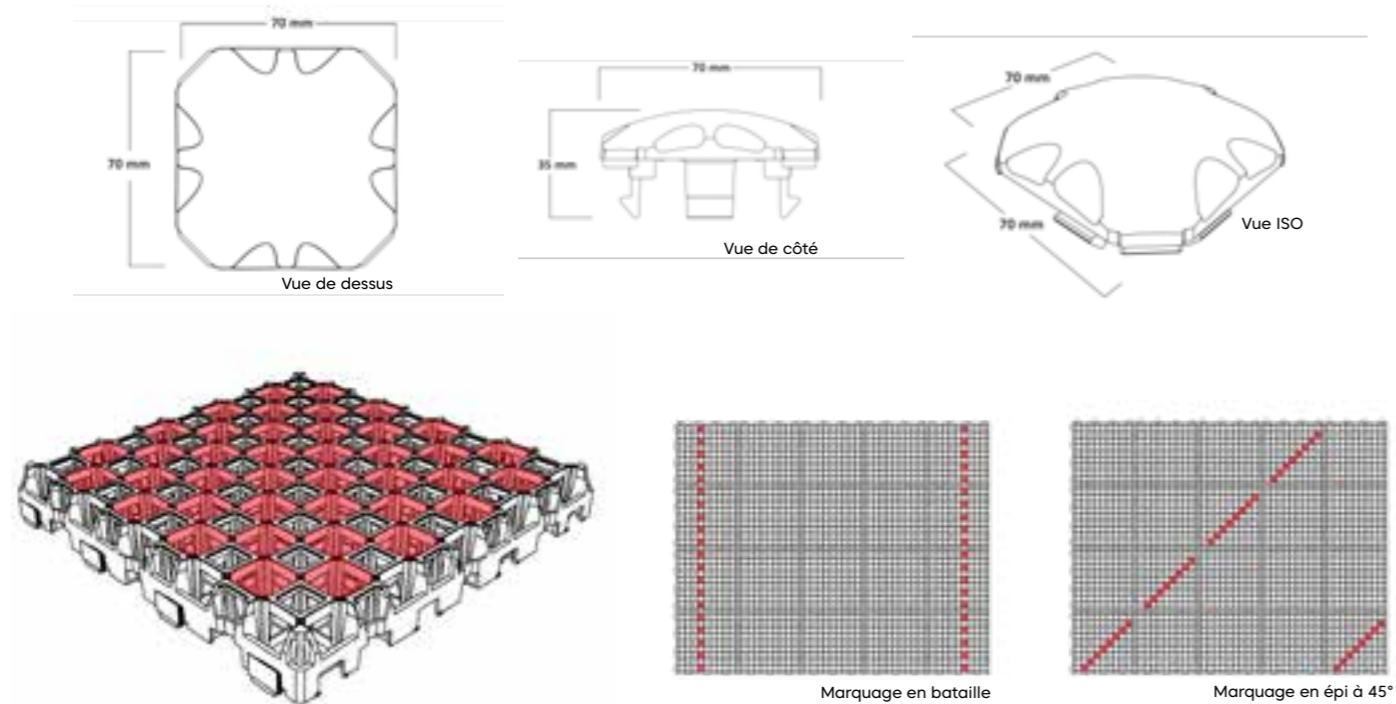 70 mm
70 mm
Vue de dessus
70 mm
35 mm
Vue de côté
70 mm
70 mm
Vue ISO
Marquage en bataille
Marquage en épi à 45°